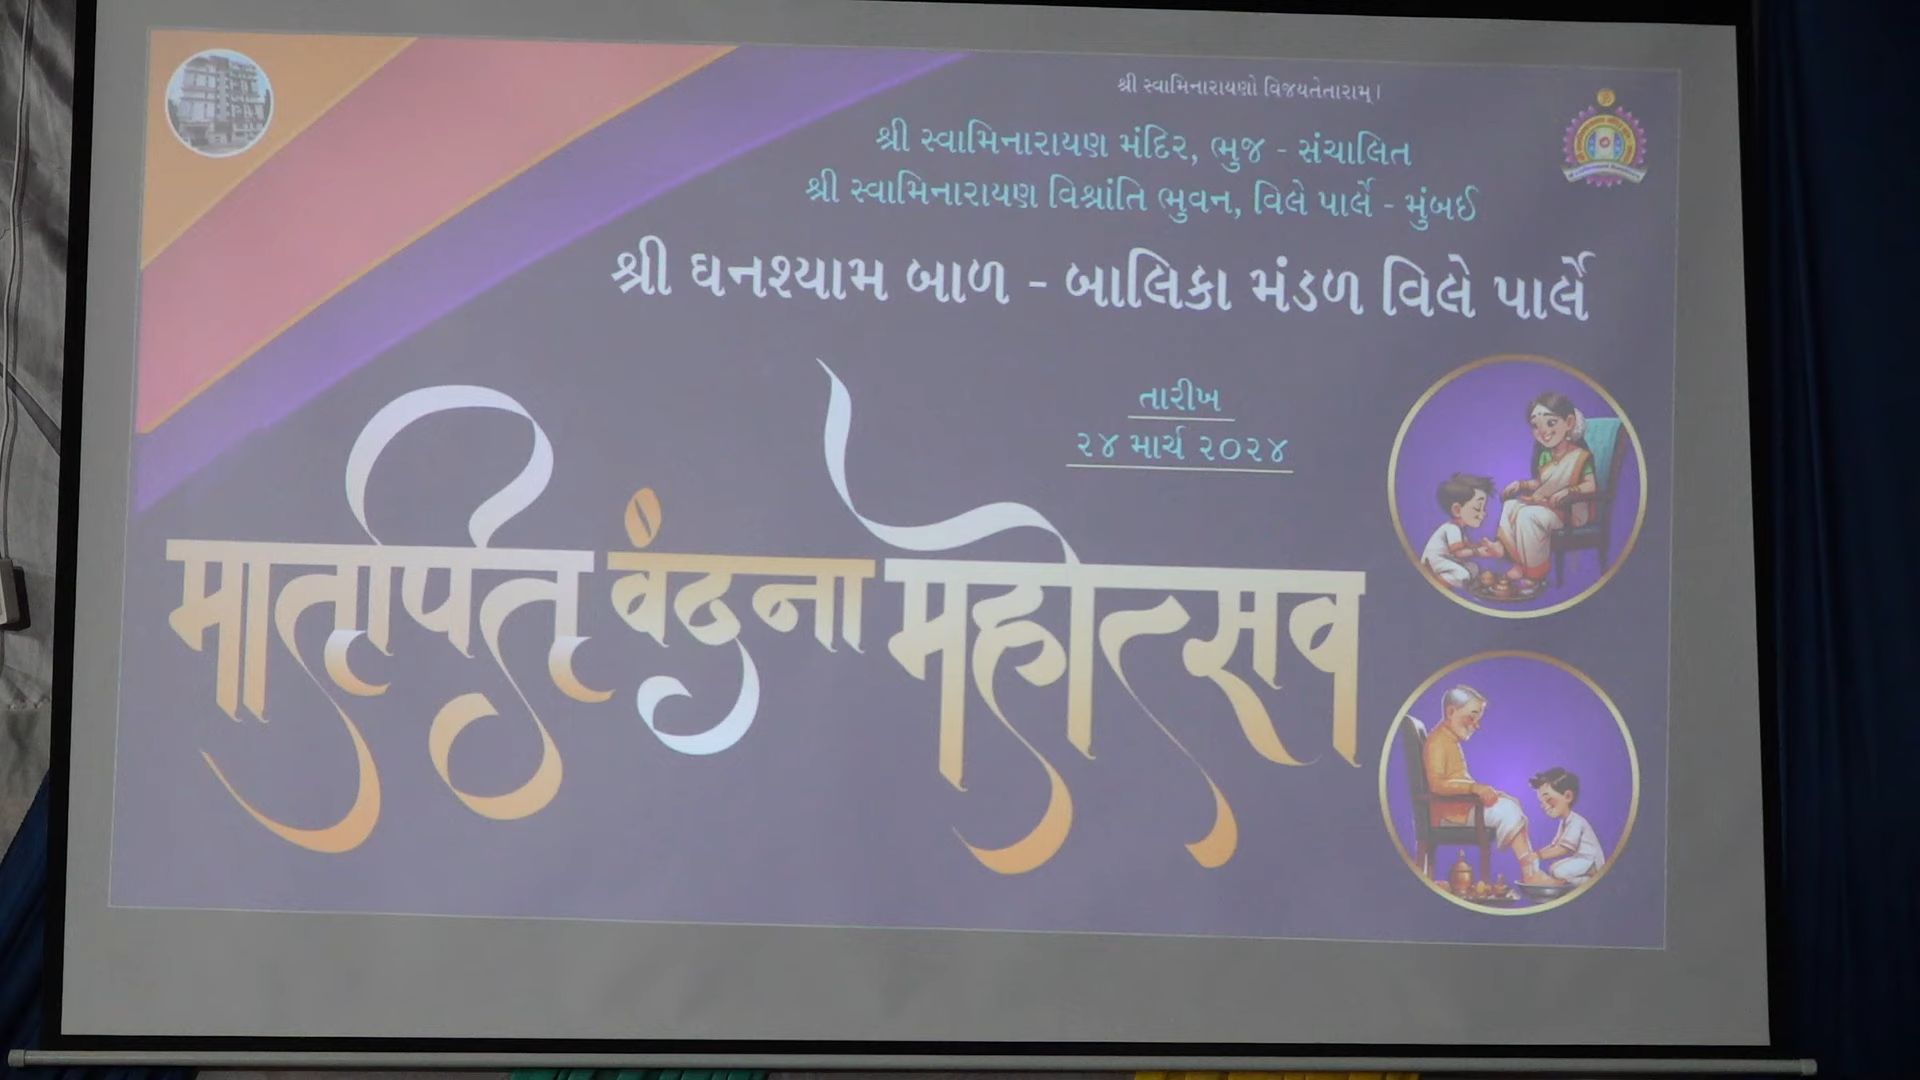 શ્રી સ્વામિનારાયણો વિજયતેતારામ્।
શ્રી સ્વામિનારાયણ મંદિર, ભુજ - સંચાલિત
શ્રી સ્વામિનારાયણ વિશ્રાંતિ ભુવન, વિલે પાર્લે - મુંબઈ
શ્રી ઘનશ્યામ બાળ - બાલિકા મંડળ વિલે પાર્લે
તારીખ
૨૪ માર્ચ ૨૦૨૪
मातृपितृ वंदना महोत्सव